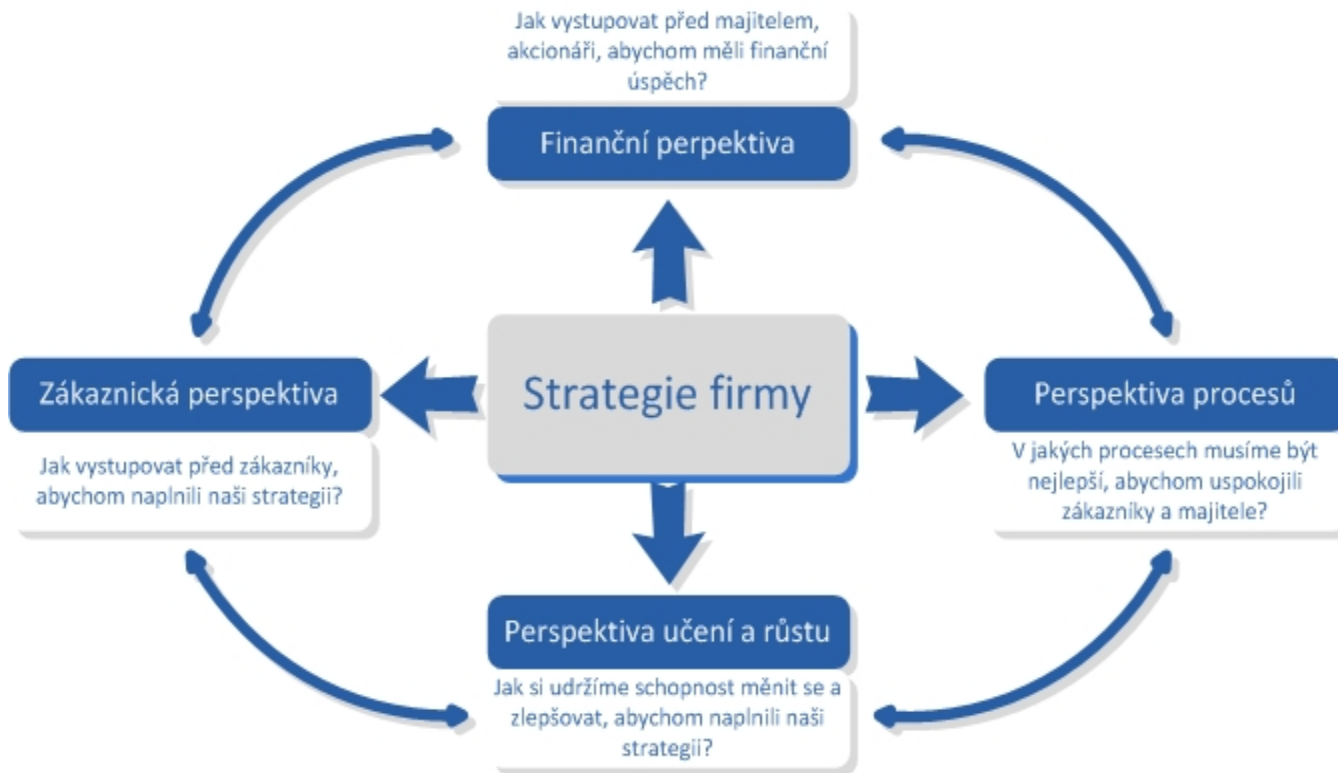 Jak vystupovat před majitelem,
akcionáři, abychom měli finanční
úspěch?
Finanční perpektiva
Zákaznická perspektiva
Jak vystupovat před zákazníky,
abychom naplnili naši strategii?
Strategie firmy
Perspektiva procesů
V jakých procesech musíme být
nejlepší, abychom uspokojili
zákazníky a majitele?
Perspektiva učení a růstu
Jak si udržíme schopnost měnit se a
zlepšovat, abychom naplnili naši
strategii?